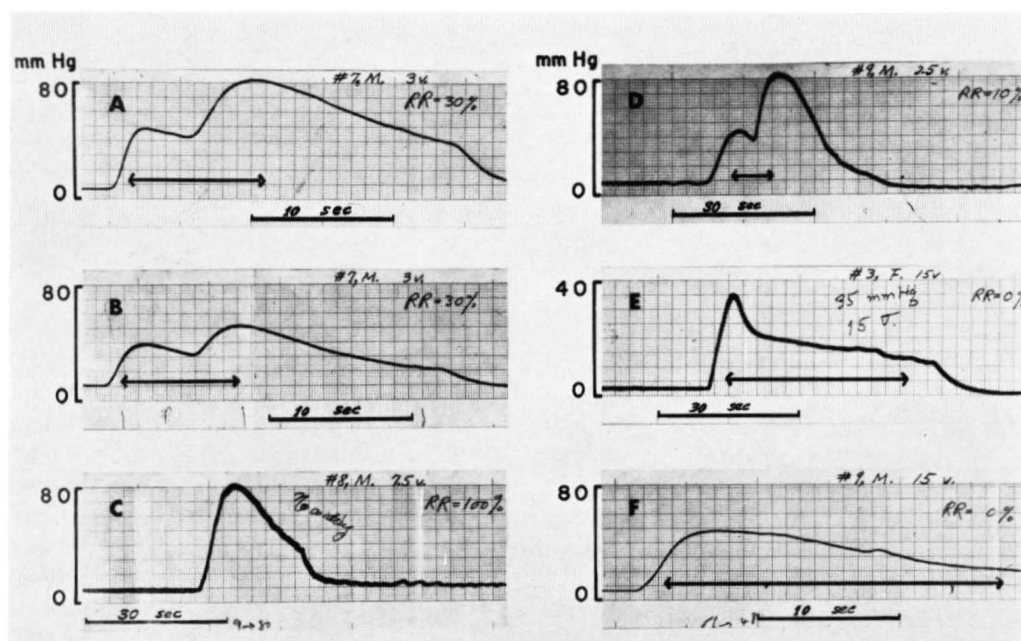 mm Hg
80
A
#7, M. 3v.
RR=30%
0
10 sec
80
B
#7, M. 3v.
RR=30%
0
10 sec
80
C
#8, M. 25v.
RR=100%
0
30 sec
mm Hg
80
D
#9, M. 25v.
RR=10%
0
30 sec
40
E
#3, F. 15v
95 mm Hg
15 V.
RR=0%
0
30 sec
80
F
M. 15 v.
RR= 0%
0
10 sec